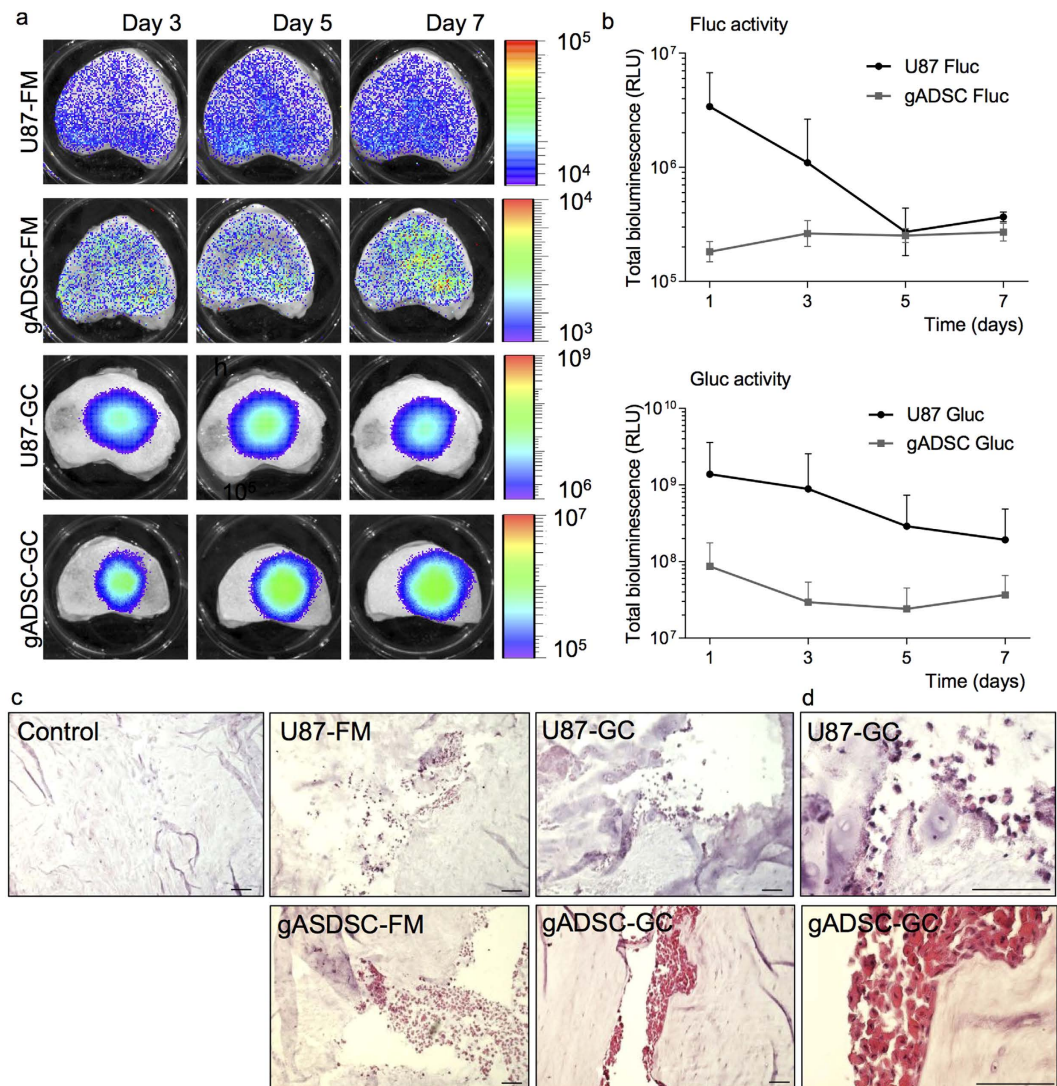 a
Day 3
Day 5
Day 7
U87-FM
10⁵
10⁴
gADSC-FM
10⁴
10³
U87-GC
h.
10⁵
10⁹
10⁶
gADSC-GC
10⁷
10⁵
b
Fluc activity
Total bioluminescence (RLU)
10⁷
10⁶
10⁵
U87 Fluc
gADSC Fluc
1 3 5 7
Time (days)
Gluc activity
Total bioluminescence (RLU)
10¹⁰
10⁹
10⁸
10⁷
U87 Gluc
gADSC Gluc
1 3 5 7
Time (days)
c
Control
U87-FM
U87-GC
gASDSC-FM
gADSC-GC
d
U87-GC
gADSC-GC